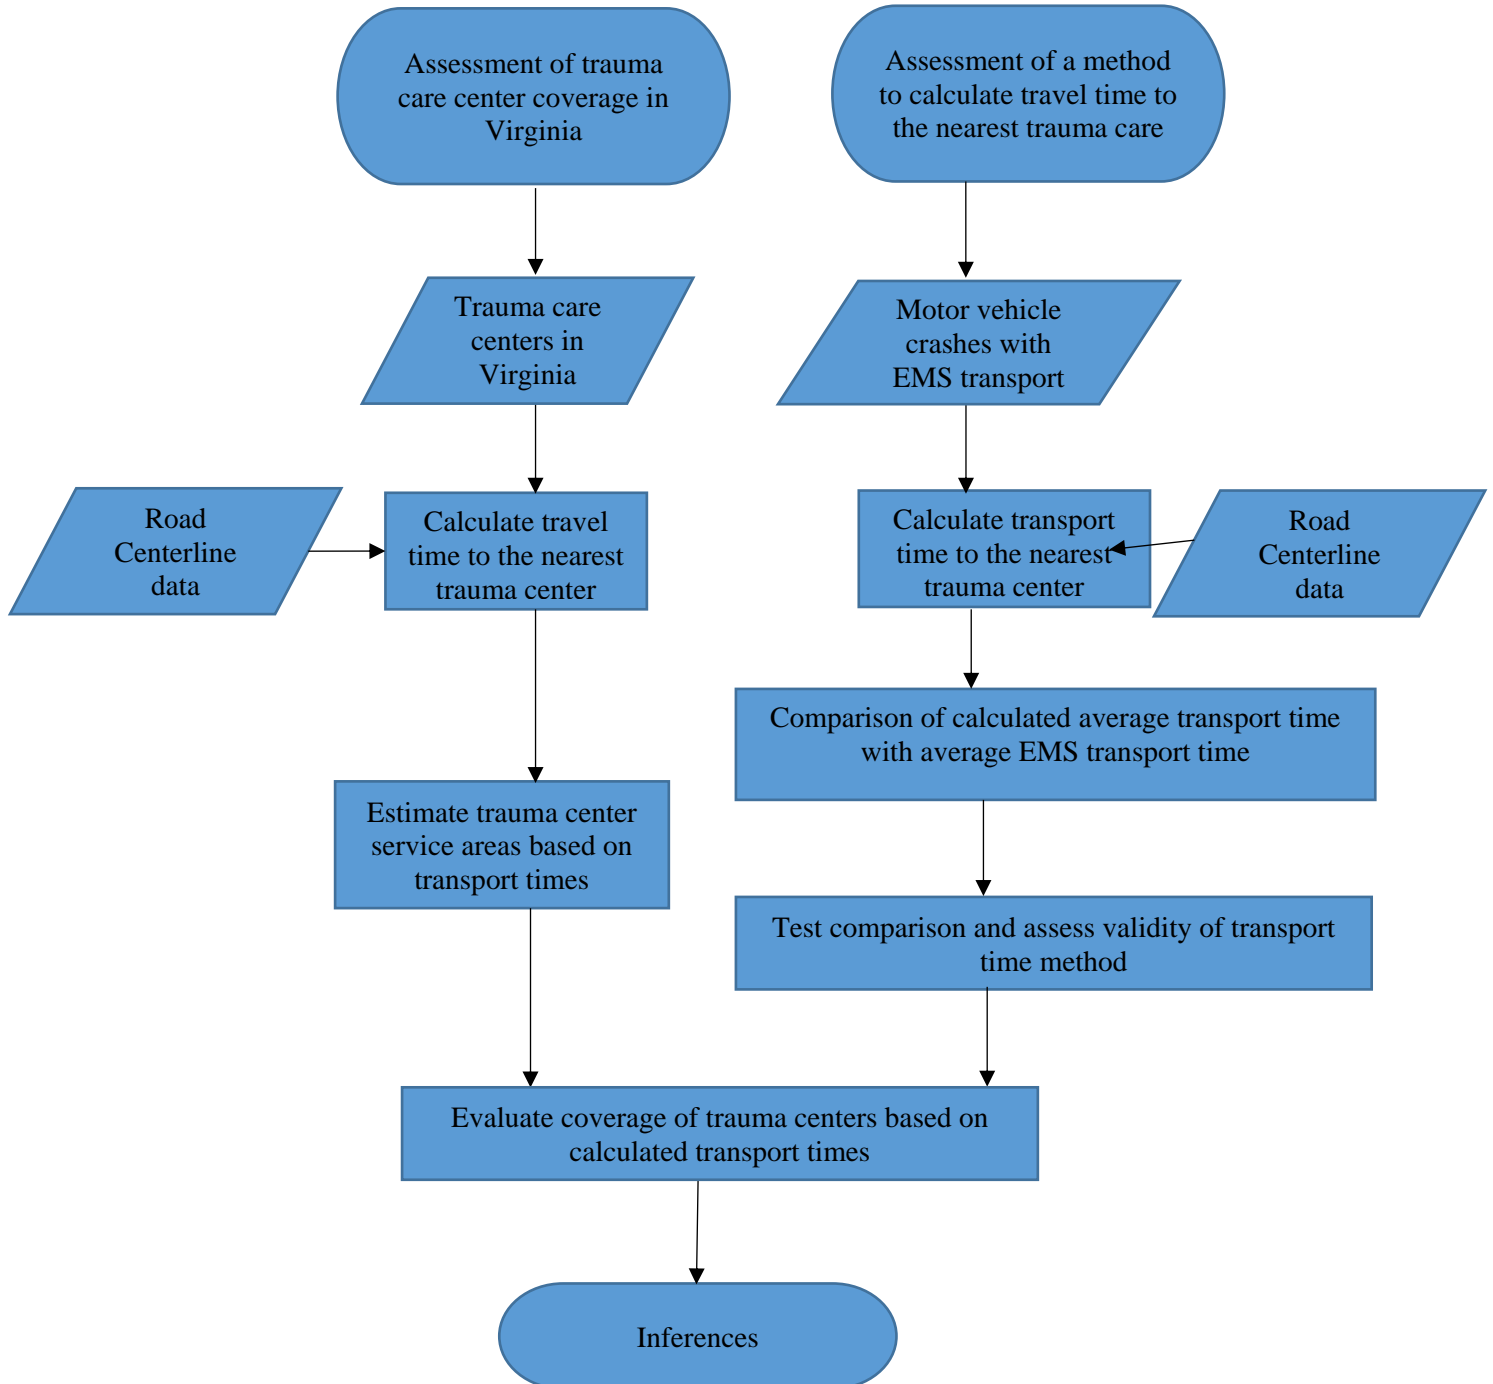 Assessment of trauma
care center coverage in
Virginia
Assessment of a method
to calculate travel time to
the nearest trauma care
Trauma care
centers in
Virginia
Motor vehicle
crashes with
EMS transport
Road
Centerline
data
Calculate travel
time to the nearest
trauma center
Calculate transport
time to the nearest
trauma center
Road
Centerline
data
Comparison of calculated average transport time
with average EMS transport time
Estimate trauma center
service areas based on
transport times
Test comparison and assess validity of transport
time method
Evaluate coverage of trauma centers based on
calculated transport times
Inferences